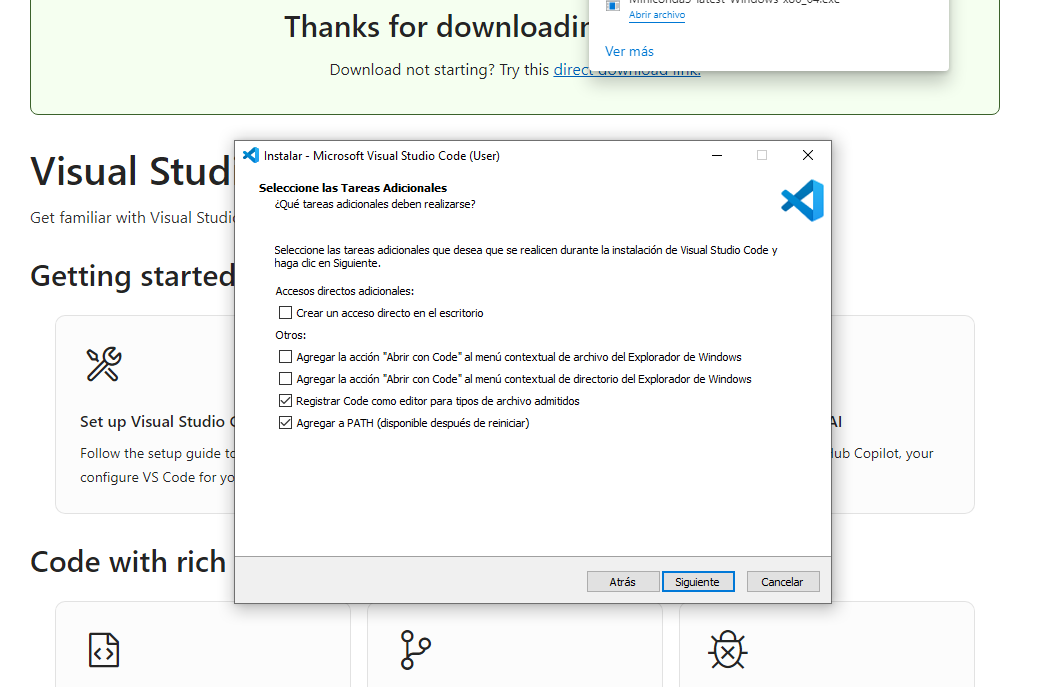 Miniconda3-latest-Windows-x86_64.exe
Abrir archivo
Ver más
Thanks for downloadin
Download not starting? Try this direct download link.
Instalar - Microsoft Visual Studio Code (User)
Seleccione las Tareas Adicionales
¿Qué tareas adicionales deben realizarse?
Seleccione las tareas adicionales que desea que se realicen durante la instalación de Visual Studio Code y
haga clic en Siguiente.
Accesos directos adicionales:
Crear un acceso directo en el escritorio
Otros:
Agregar la acción "Abrir con Code" al menú contextual de archivo del Explorador de Windows
Agregar la acción "Abrir con Code" al menú contextual de directorio del Explorador de Windows
Registrar Code como editor para tipos de archivo admitidos
Agregar a PATH (disponible después de reiniciar)
Atrás
Siguiente
Cancelar
Visual Studi
Get familiar with Visual Studio
Getting started
Set up Visual Studio C
Follow the setup guide to
configure VS Code for yo
AI
Hub Copilot, your
Code with rich